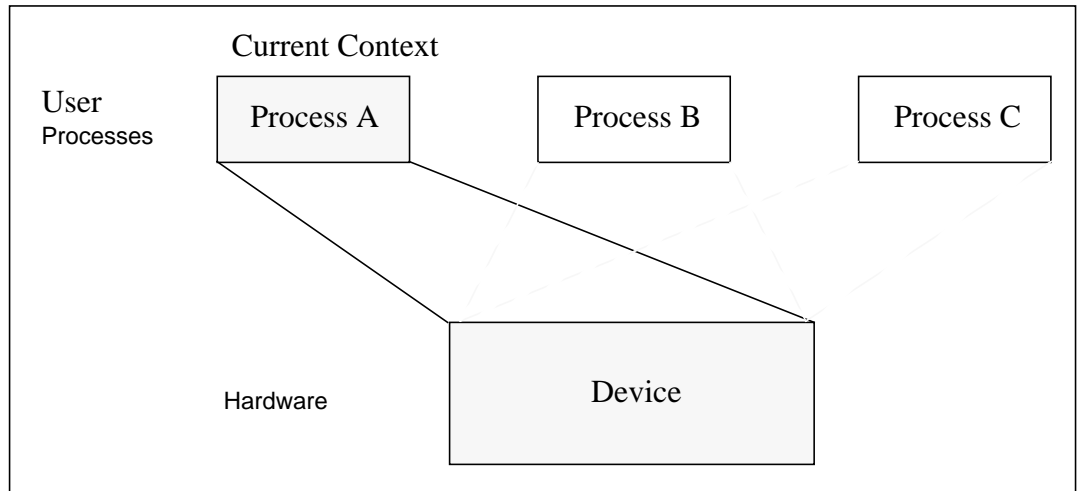 Current Context
User
Processes
Process A
Process B
Process C
Hardware
Device